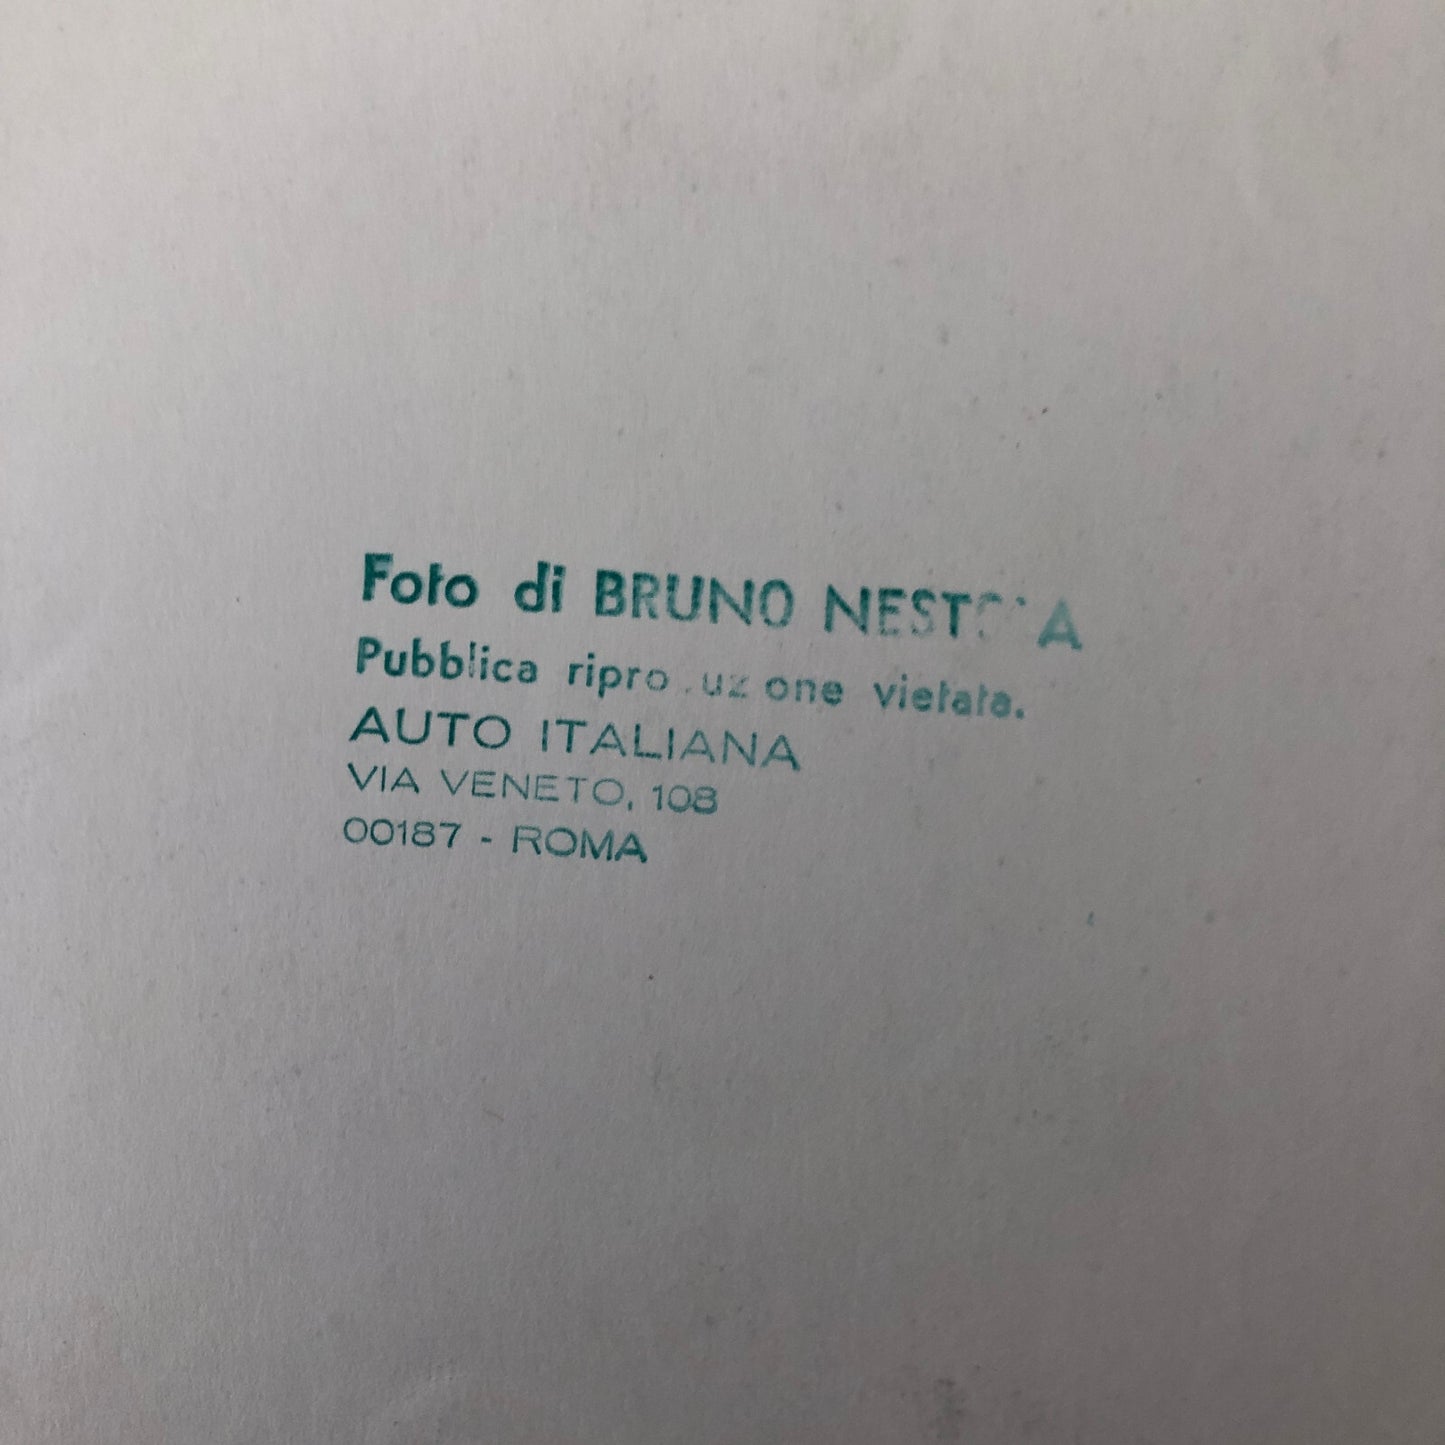 Foto di BRUNO
Pubblica vietata.
AUTO ITALIANA
VIA VENETO, 108
00187 - ROMA